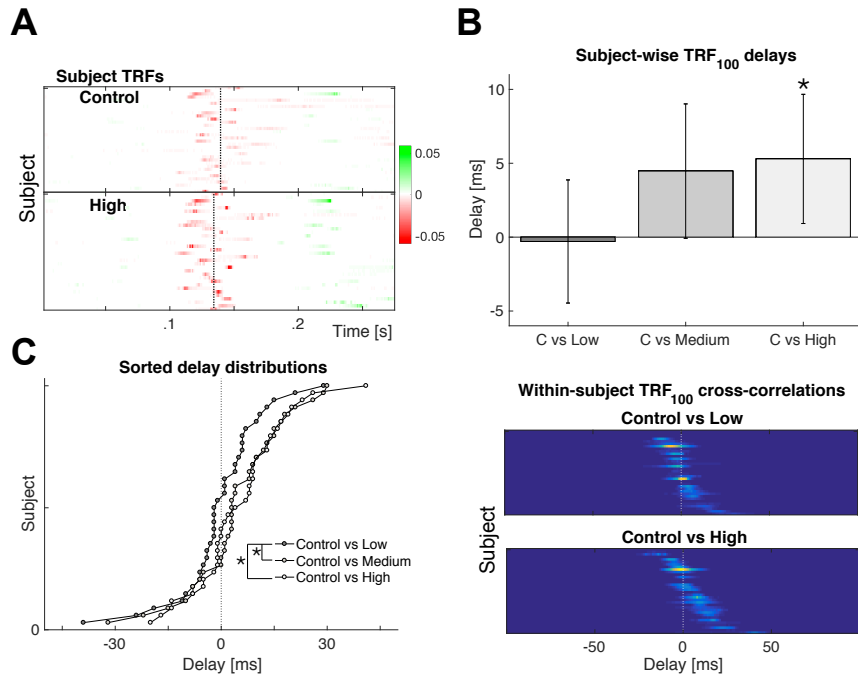 A
Subject TRFs
Control
High
Subject
0.05
0
-0.05
.1
.2
Time [s]
B
Subject-wise TRF100 delays
10
5
0
-5
Delay [ms]
*
C vs Low
C vs Medium
C vs High
C
Sorted delay distributions
Subject
0
* * Control vs Low
Control vs Medium
Control vs High
-30
0
30
Delay [ms]
Within-subject TRF100 cross-correlations
Control vs Low
-50
0
50
Control vs High
Subject
-50
0
50
Delay [ms]